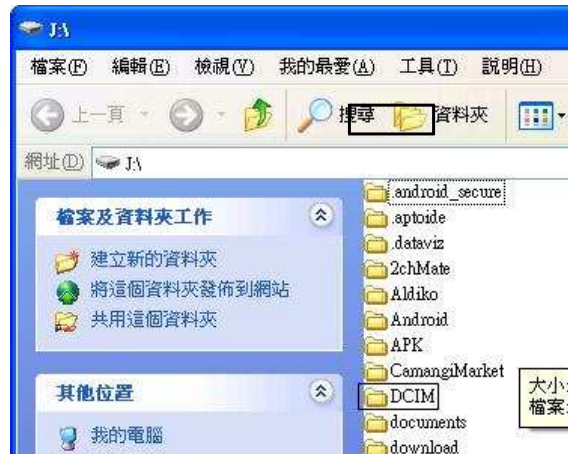 J:\
檔案(F) 編輯(E) 檢視(V) 我的最愛(A) 工具(T) 說明(H)
上一頁 搜尋 資料夾
網址(D) J:\
檔案及資料夾工作
建立新的資料夾
將這個資料夾發佈到網站
共用這個資料夾
其他位置
我的電腦
.android_secure
.aptoide
.dataviz
2chMate
Aldiko
Android
APK
CamangiMarket
DCIM
documents
download
大小:
檔案: